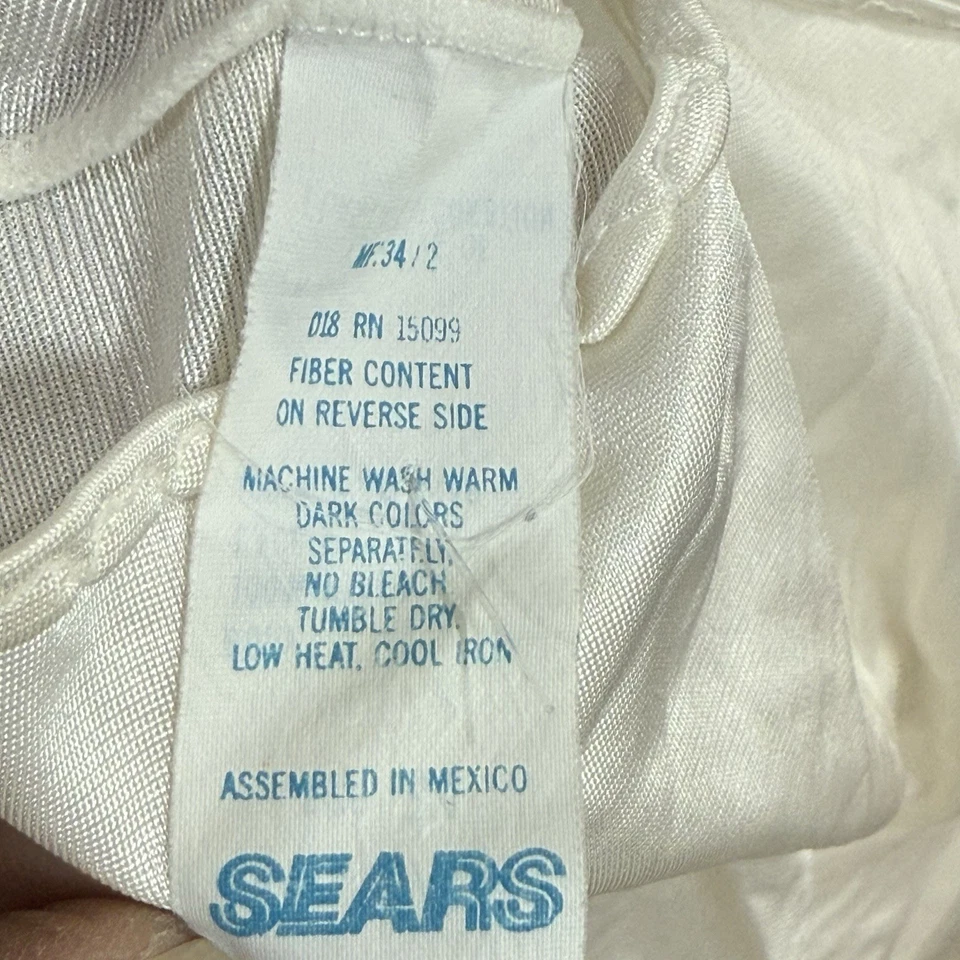 MF.34/2
018 RN 15099
FIBER CONTENT
ON REVERSE SIDE
MACHINE WASH WARM
DARK COLORS
SEPARATELY,
NO BLEACH
TUMBLE DRY,
LOW HEAT, COOL IRON
ASSEMBLED IN MEXICO
SEARS